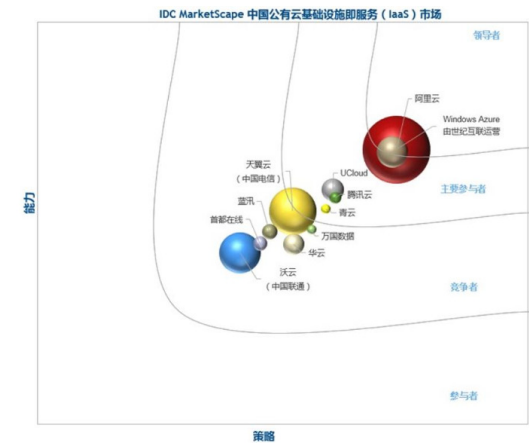 IDC MarketScape 中国公有云基础设施即服务（IaaS）市场
领导者
阿里云
Windows Azure
由世纪互联运营
天翼云
（中国电信）
UCloud
主要参与者
腾讯云
蓝汛
青云
首都在线
万国数据
华云
沃云
（中国联通）
竞争者
参与者
能力
策略